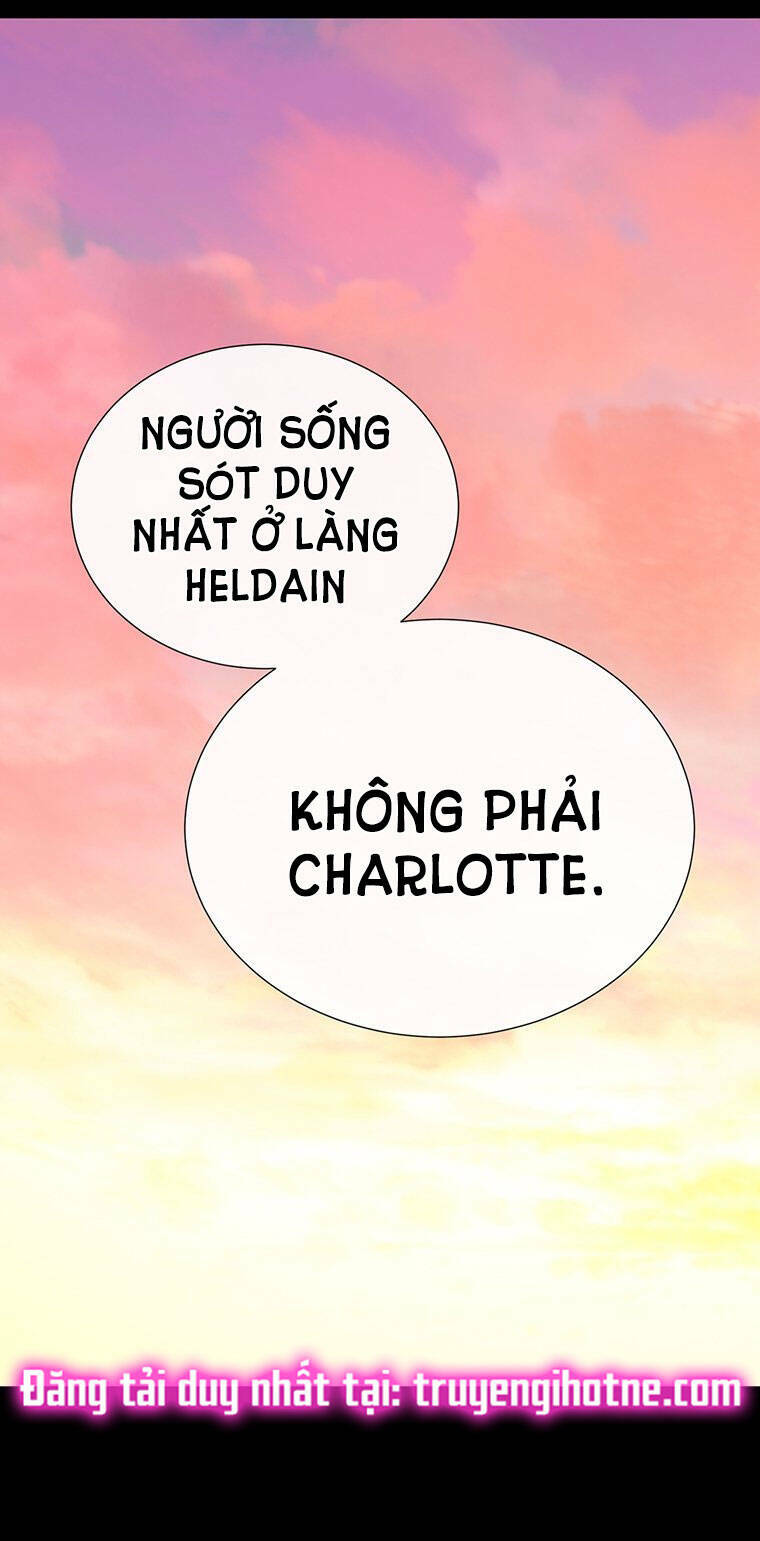 NGƯỜI SỐNG
SÓT DUY
NHẤT Ở LÀNG
HELDAIN
KHÔNG PHẢI
CHARLOTTE.
Đăng tải duy nhất tại: truyengihotne.com